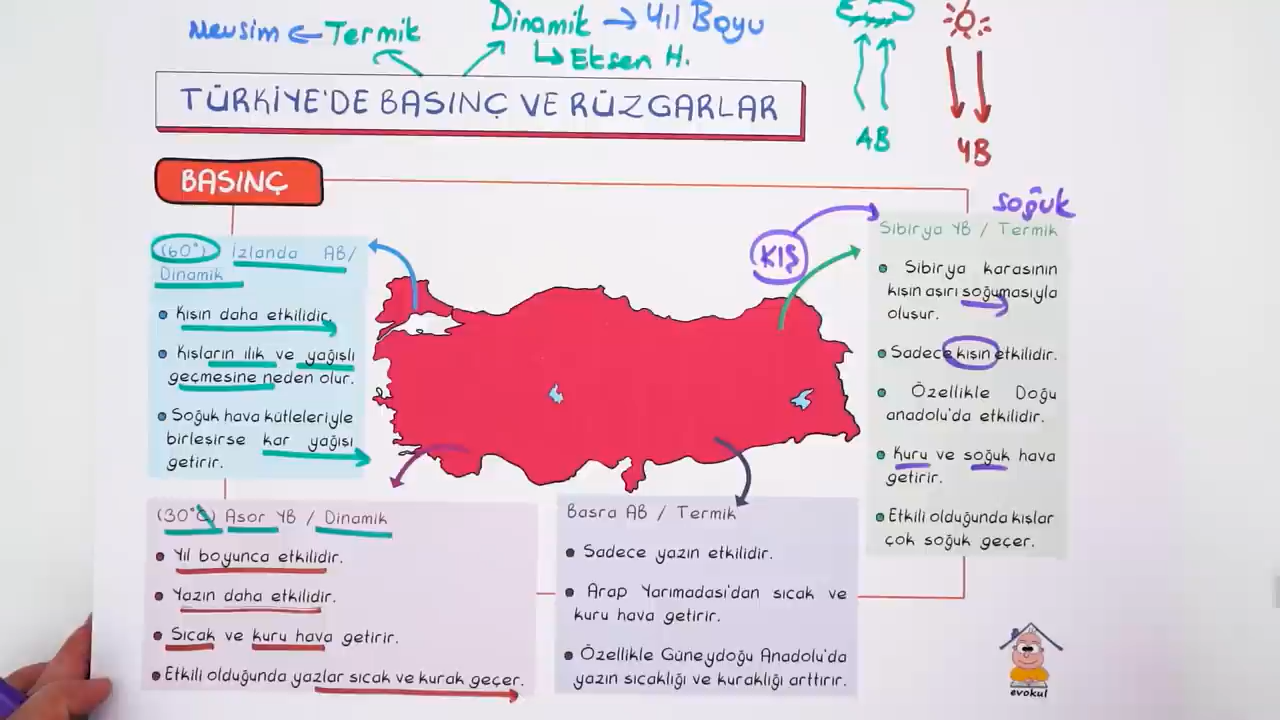 Mevsim ← Termik
Dinamik → Yıl Boyu
↳ Eksen H.
AB
YB
TÜRKİYE'DE BASINÇ VE RÜZGARLAR
BASINÇ
(60°) İzlanda AB/
Dinamik
• Kışın daha etkilidir.
• Kışların ılık ve yağışlı
geçmesine neden olur.
• Soğuk hava kütleleriyle
birleşirse kar yağışı
getirir.
KIŞ
soğuk
Sibirya YB / Termik
• Sibirya karasının
kışın aşırı soğumasıyla
oluşur.
• Sadece kışın etkilidir.
• Özellikle Doğu
anadolu'da etkilidir.
• Kuru ve soğuk hava
getirir.
• Etkili olduğunda kışlar
çok soğuk geçer.
(30°C) Asor YB / Dinamik
• Yıl boyunca etkilidir.
• Yazın daha etkilidir.
• Sıcak ve kuru hava getirir.
• Etkili olduğunda yazlar sıcak ve kurak geçer.
Basra AB / Termik
• Sadece yazın etkilidir.
• Arap Yarımadası'dan sıcak ve
kuru hava getirir.
• Özellikle Güneydoğu Anadolu'da
yazın sıcaklığı ve kuraklığı arttırır.
evokul